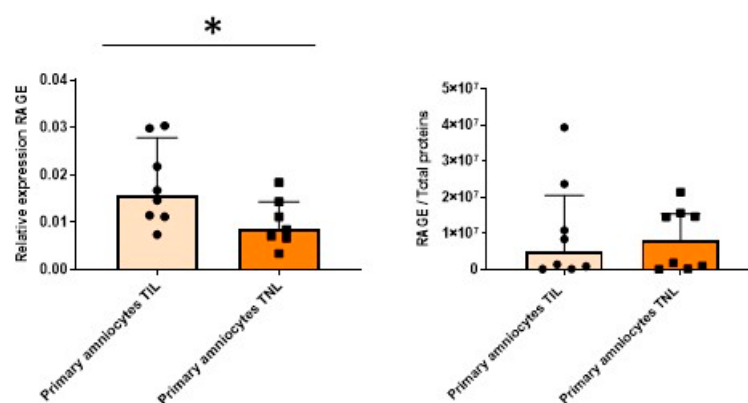 *
Relative expression RAGE
0.04
0.03
0.02
0.01
0.00
Primary amniocytes TIL
Primary amniocytes TNL
RAGE / Total proteins
5×10⁷
4×10⁷
3×10⁷
2×10⁷
1×10⁷
0
Primary amniocytes TIL
Primary amniocytes TNL